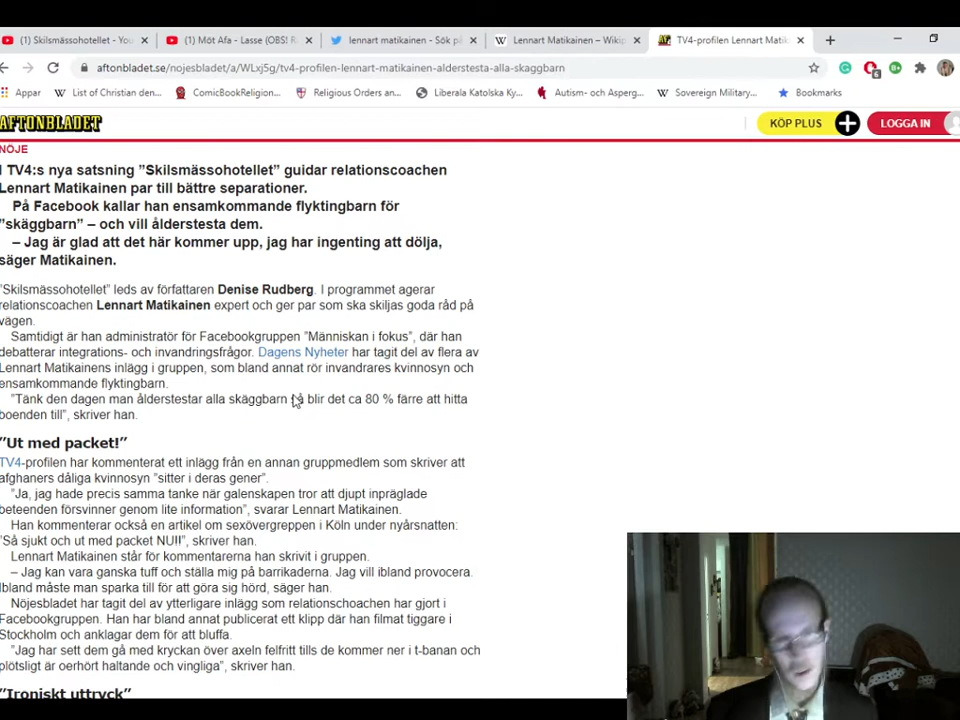 (1) Skilsmässohotellet - You
(1) Möt Afa - Lasse (OBS! R
lennart matikainen - Sök p
Lennart Matikainen – Wikip
TV4-profilen Lennart Matik
aftonbladet.se/nojesbladet/a/WLxj5g/tv4-profilen-lennart-matikainen-alderstesta-alla-skaggbarn
Appar
List of Christian den...
ComicBookReligion...
Religious Orders an...
Liberala Katolska Ky...
Autism- och Asperg...
Sovereign Military...
Bookmarks
AFTONBLADET
KÖP PLUS
LOGGA IN
NÖJE
I TV4:s nya satsning ”Skilsmässohotellet” guidar relationscoachen
Lennart Matikainen par till bättre separationer.
På Facebook kallar han ensamkommande flyktingbarn för
”skäggbarn” – och vill ålderstesta dem.
– Jag är glad att det här kommer upp, jag har ingenting att dölja,
säger Matikainen.
”Skilsmässohotellet” leds av författaren Denise Rudberg. I programmet agerar
relationscoachen Lennart Matikainen expert och ger par som ska skiljas goda råd på
vägen.
Samtidigt är han administratör för Facebookgruppen ”Människan i fokus”, där han
debatterar integrations- och invandringsfrågor. Dagens Nyheter har tagit del av flera av
Lennart Matikainens inlägg i gruppen, som bland annat rör invandrares kvinnosyn och
ensamkommande flyktingbarn.
”Tänk den dagen man ålderstestar alla skäggbarn så blir det ca 80 % färre att hitta
boenden till”, skriver han.
”Ut med packet!”
TV4-profilen har kommenterat ett inlägg från en annan gruppmedlem som skriver att
afghaners dåliga kvinnosyn ”sitter i deras gener”.
”Ja, jag hade precis samma tanke när galenskapen tror att djupt inpräglade
beteenden försvinner genom lite information”, svarar Lennart Matikainen.
Han kommenterar också en artikel om sexövergreppen i Köln under nyårsnatten:
”Så sjukt och ut med packet NU!!”, skriver han.
Lennart Matikainen står för kommentarerna han skrivit i gruppen.
– Jag kan vara ganska tuff och ställa mig på barrikaderna. Jag vill ibland provocera.
Ibland måste man sparka till för att göra sig hörd, säger han.
Nöjesbladet har tagit del av ytterligare inlägg som relationschoachen har gjort i
Facebookgruppen. Han har bland annat publicerat ett klipp där han filmat tiggare i
Stockholm och anklagar dem för att bluffa.
”Jag har sett dem gå med kryckan över axeln felfritt tills de kommer ner i t-banan och
plötsligt är oerhört haltande och vingliga”, skriver han.
”Ironiskt uttryck”